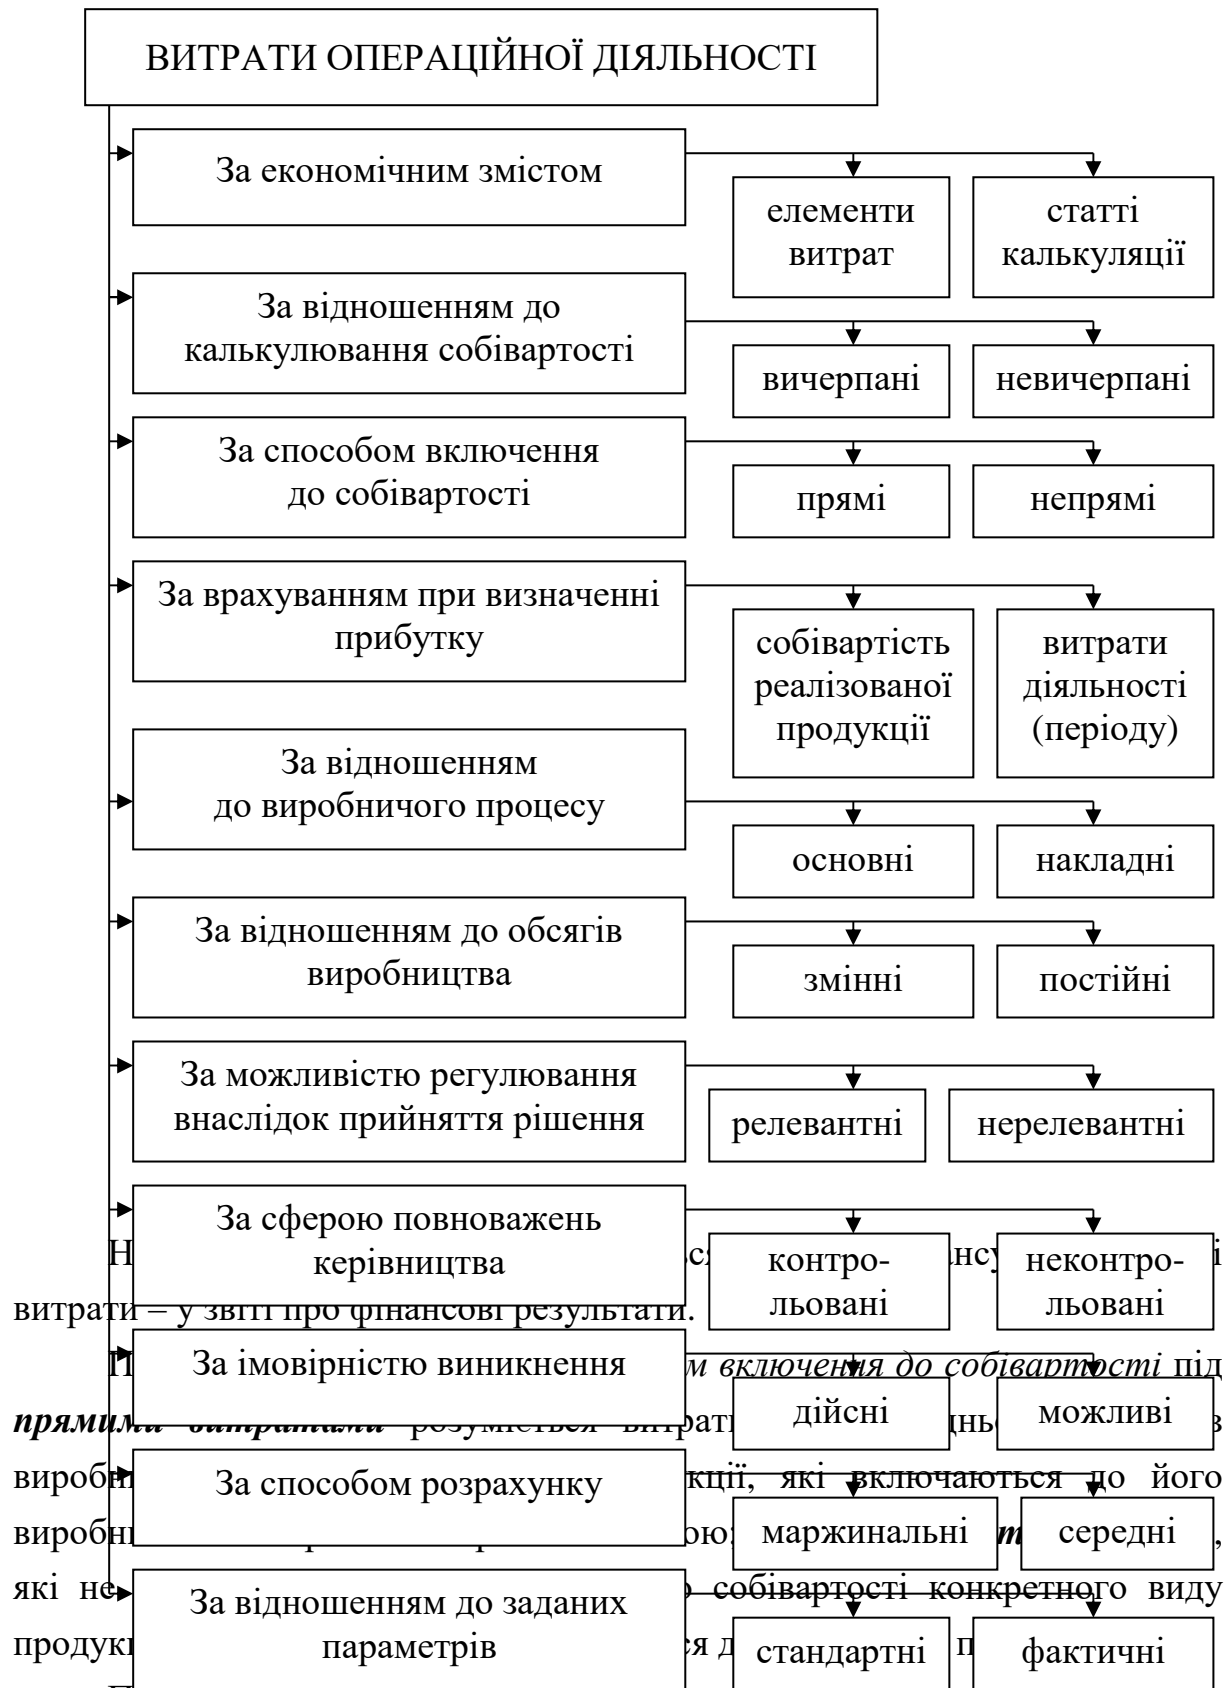 ВИТРАТИ ОПЕРАЦІЙНОЇ ДІЯЛЬНОСТІ
За економічним змістом
елементи
витрат
статті
калькуляції
За відношенням до
калькулювання собівартості
вичерпані
невичерпані
За способом включення
до собівартості
прямі
непрямі
За врахуванням при визначенні
прибутку
собівартість
реалізованої
продукції
витрати
діяльності
(періоду)
За відношенням
до виробничого процесу
основні
накладні
За відношенням до обсягів
виробництва
змінні
постійні
За можливістю регулювання
внаслідок прийняття рішення
релевантні
нерелевантні
За сферою повноважень
керівництва
контро-
льовані
неконтро-
льовані
витрати – у звіті про фінансові результати.
За імовірністю виникнення
дійсні
можливі
включення до собівартості під
прямими витратами розуміється
За способом розрахунку
маржинальні
середні
які включаються до його
За відношенням до заданих
параметрів
стандартні
фактичні
які не собівартості конкретного виду